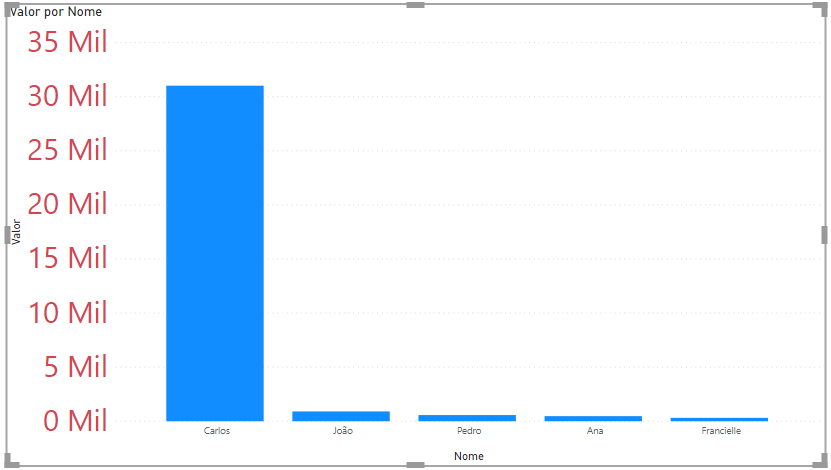 Valor por Nome
35 Mil
30 Mil
25 Mil
20 Mil
15 Mil
10 Mil
5 Mil
0 Mil
Valor
Carlos João Pedro Ana Francielle
Nome